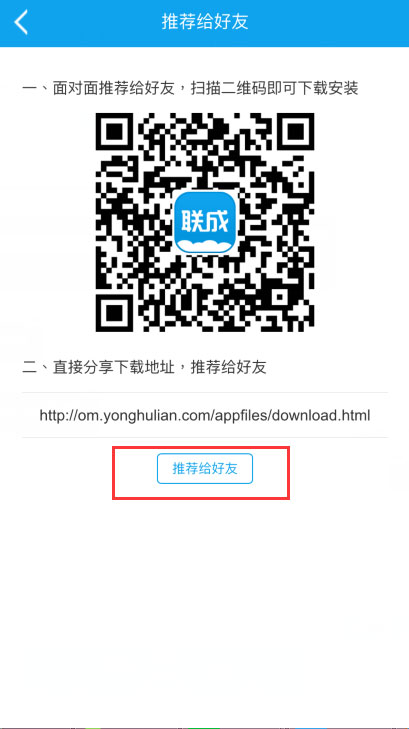 推荐给好友
一、面对面推荐给好友，扫描二维码即可下载安装
联成
二、直接分享下载地址，推荐给好友
http://om.yonghulian.com/appfiles/download.html
推荐给好友